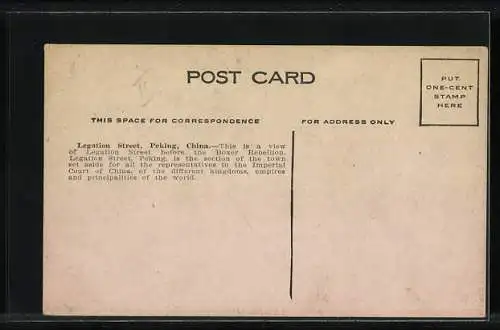 POST CARD
PUT
ONE-CENT
STAMP
HERE
THIS SPACE FOR CORRESPONDENCE
FOR ADDRESS ONLY
Legation Street, Peking, China.—This is a view
of Legation Street before the Boxer Rebellion.
Legation Street, Peking, is the section of the town
set aside for all the representatives to the Imperial
Court of China, of the different kingdoms, empires
and principalities of the world.